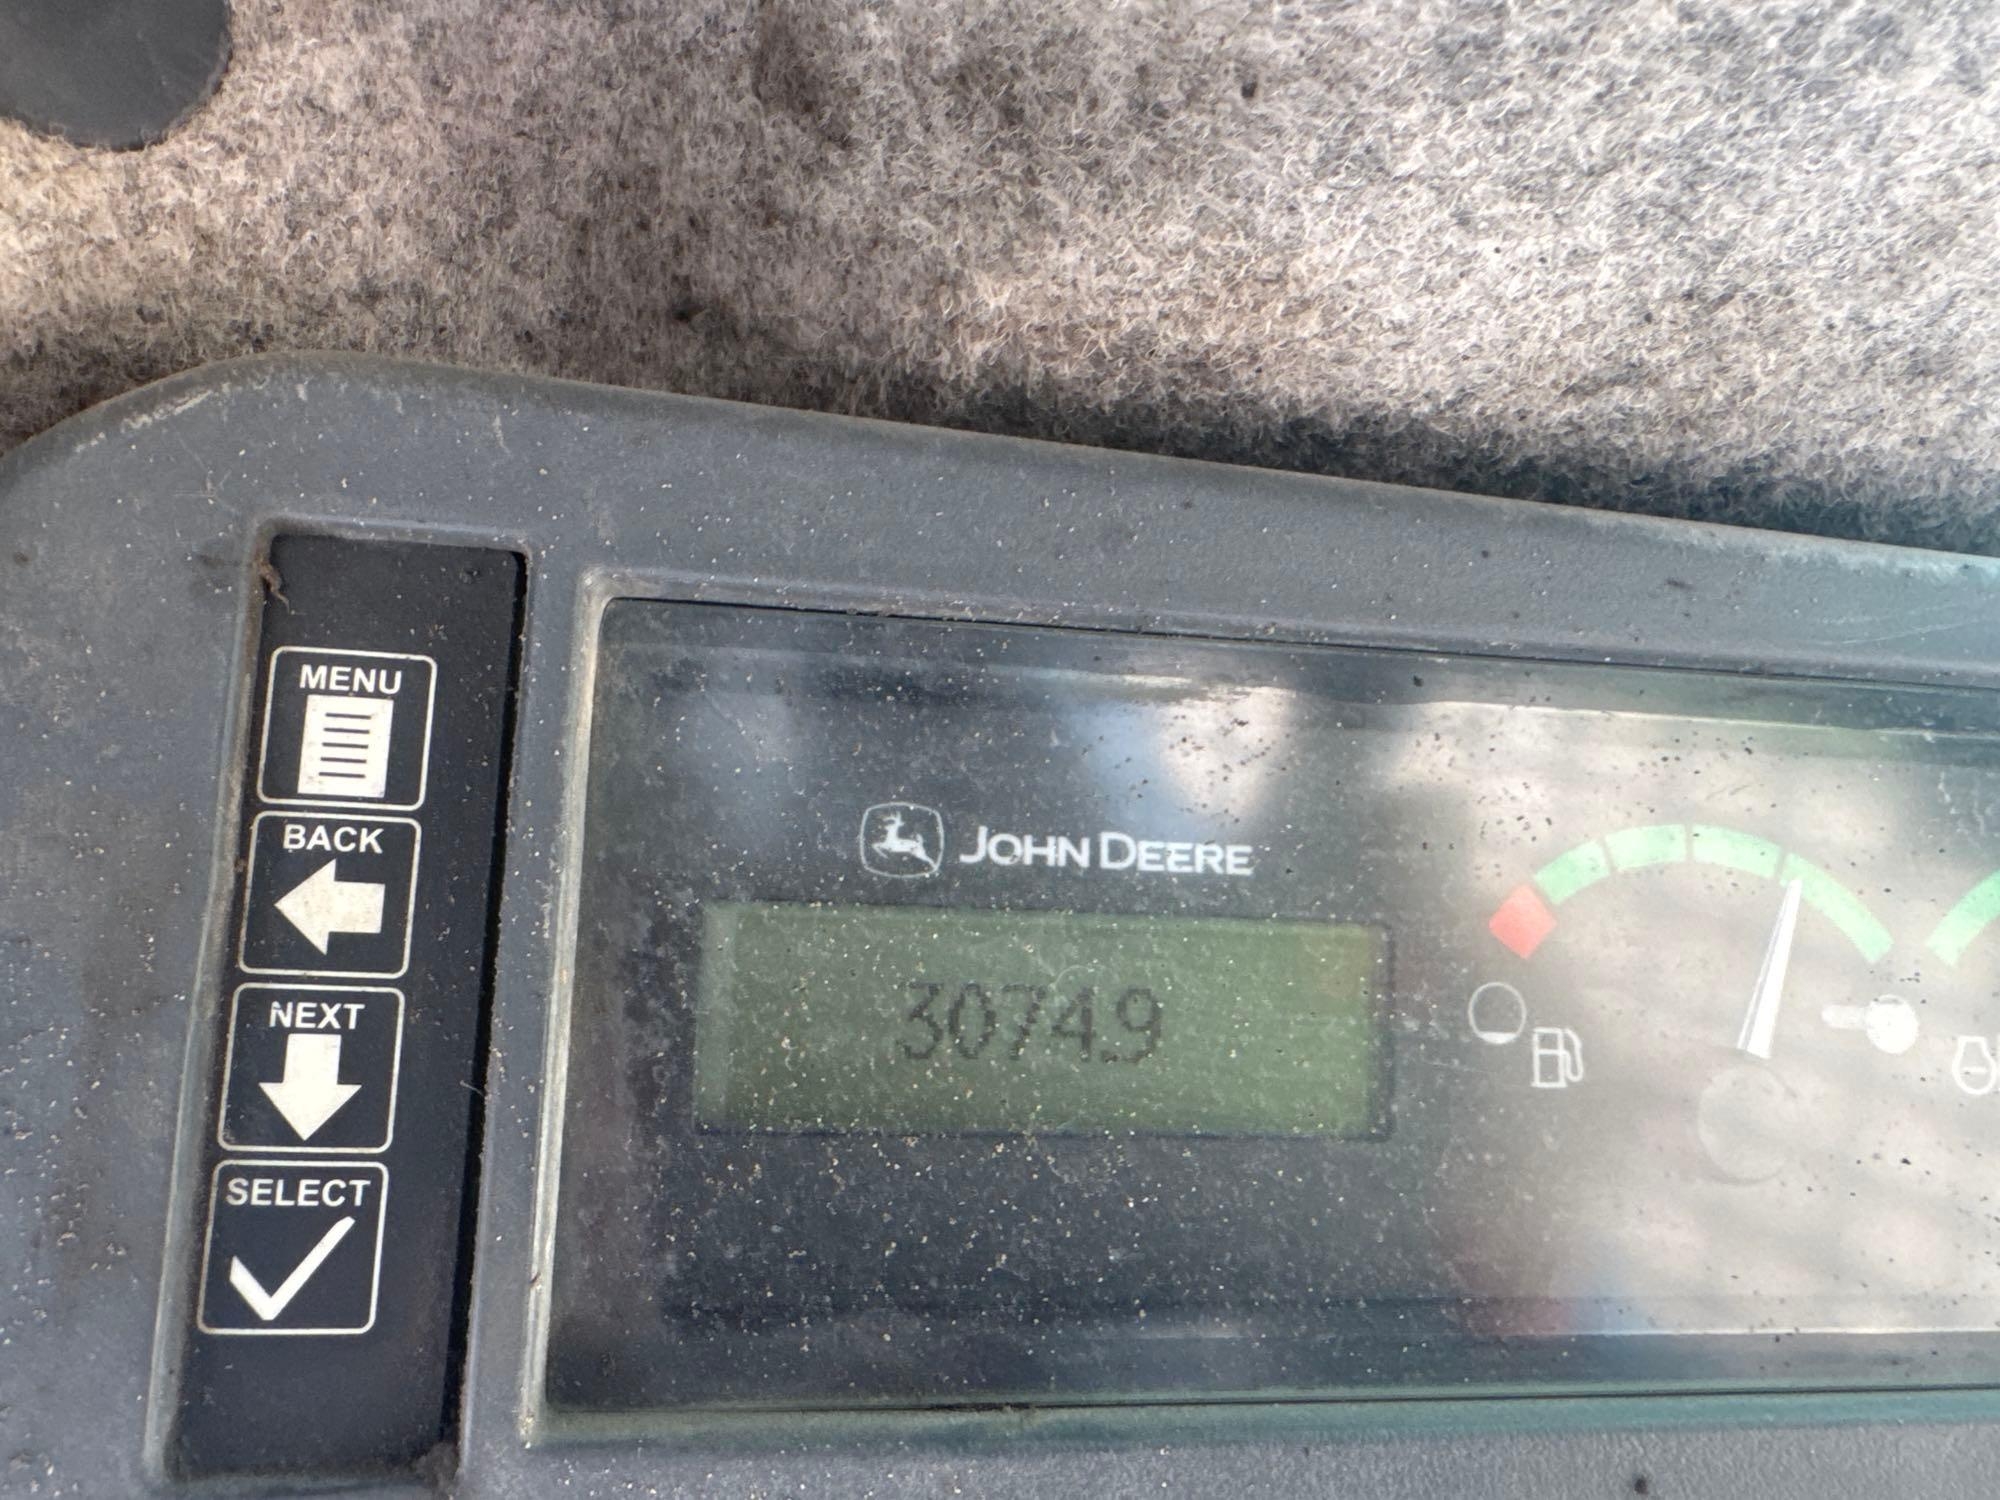 MENU
BACK
NEXT
SELECT
JOHN DEERE
3074.9